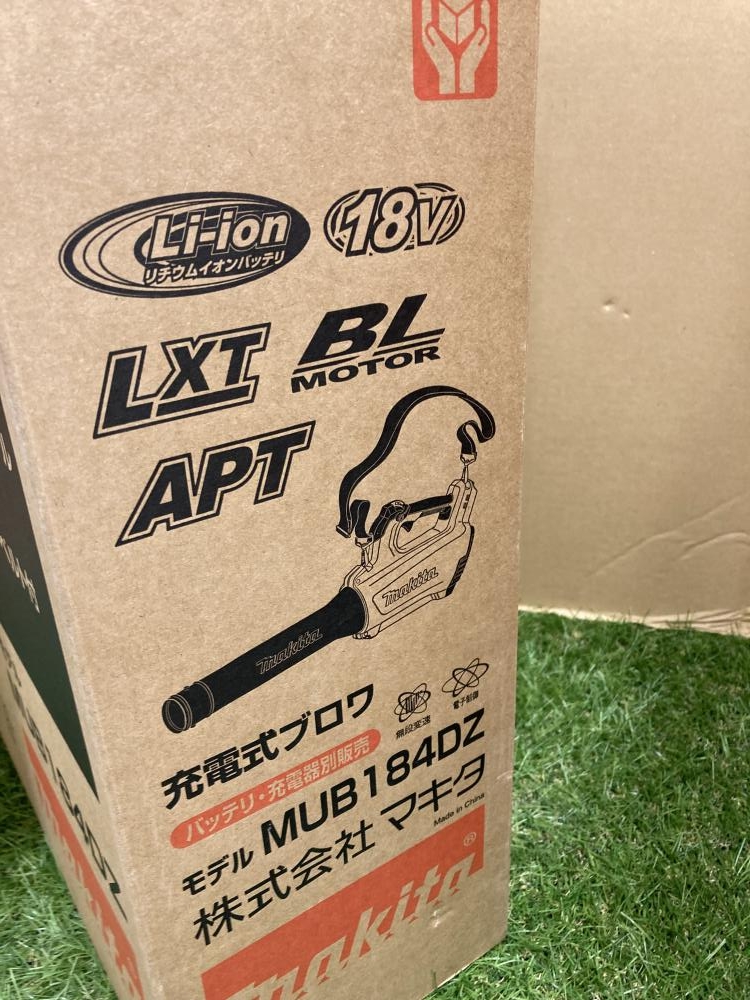 Li-ion
リチウムイオンバッテリ
18V
LXT
BL
MOTOR
APT
makita
makita
充電式ブロワ
無段変速
電子制御
バッテリ・充電器別販売
モデル MUB184DZ
株式会社 マキタ
Made in China
makita®
184DZ